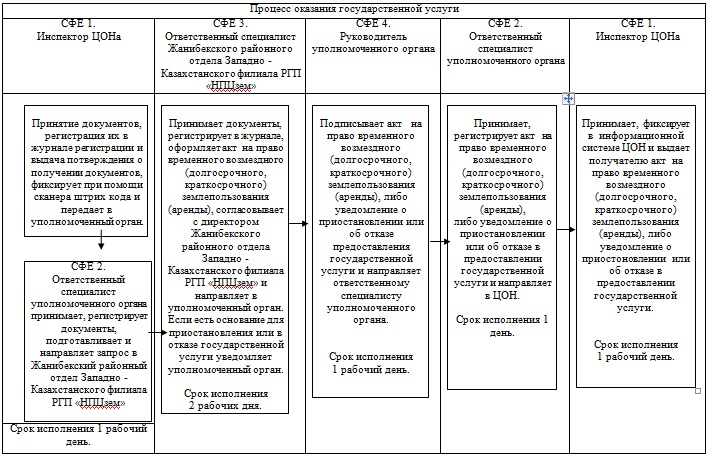 Процесс оказания государственной услуги
СФЕ 1.
Инспектор ЦОНа
СФЕ 3.
Ответственный специалист
Жанибекского районного
отдела Западно -
Казахстанского филиала РГП
«НПЦзем»
СФЕ 4.
Руководитель
уполномоченного органа
СФЕ 2.
Ответственный
специалист
уполномоченного органа
СФЕ 1.
Инспектор ЦОНа
Принятие документов,
регистрация их в
журнале регистрации и
выдача потверждения о
получении документов,
фиксирует при помощи
сканера штрих кода и
передает в
уполномоченный орган.
СФЕ 2.
Ответственный
специалист
уполномоченного органа
принимает, регистрирует
документы,
подготавливает и
направляет запрос в
Жанибекский районный
отдел Западно -
Казахстанского филиала
РГП «НПЦзем»
Срок исполнения 1 рабочий
день.
Принимает документы,
регистрирует в журнале,
оформляет акт на право
временного возмездного
(долгосрочного,
краткосрочного)
землепользования
(аренды), согласовывает
с директором
Жанибекского
районного отдела
Западно -
Казахстанского филиала
РГП «НПЦзем» и
направляет в
уполномоченный орган.
Если есть основание для
приостановления или в
отказе государственной
услуги уведомляет
уполномоченный орган.
Срок исполнения
2 рабочих дня.
Подписывает акт на
право временного
возмездного
(долгосрочного,
краткосрочного)
землепользования
(аренды), либо
уведомление о
приостановлении или
об отказе
предоставления
государственной
услуги и направляет
ответственному
специалисту
уполномоченного
органа.
Срок исполнения
1 рабочий день.
Принимает,
регистрирует акт на
право временного
возмездного
(долгосрочного,
краткосрочного)
землепользования
(аренды),
либо уведомление о
приостановлении
или об отказе в
предоставлении
государственной
услуги и направляет
в ЦОН.
Срок исполнения 1
день.
Принимает, фиксирует
в информационной
системе ЦОН и выдает
получателю акт на
право временного
возмездного
(долгосрочного,
краткосрочного)
землепользования
(аренды), либо
уведомление о
приостоновлении или
об отказе в
предоставлении
государственной
услуги.
Срок исполнения
1 рабочий день.